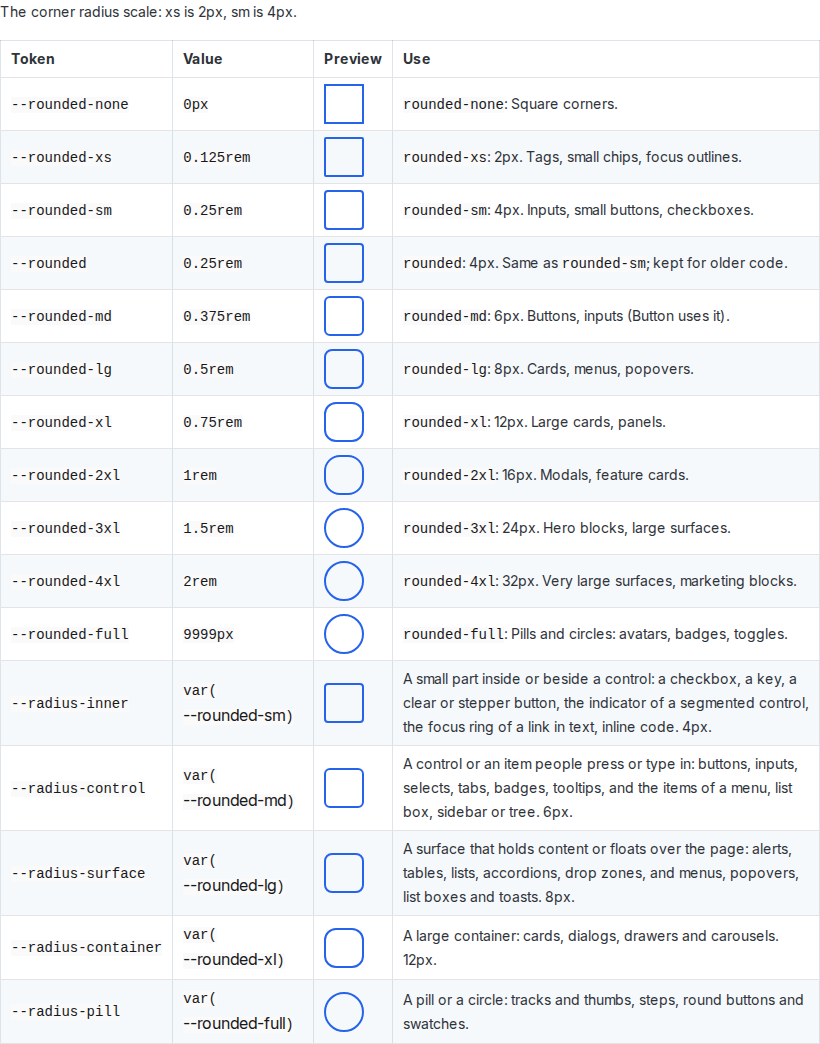 The corner radius scale: xs is 2px, sm is 4px.
Token Value Preview Use
--rounded-none 0px rounded-none: Square corners.
--rounded-xs 0.125rem rounded-xs: 2px. Tags, small chips, focus outlines.
--rounded-sm 0.25rem rounded-sm: 4px. Inputs, small buttons, checkboxes.
--rounded 0.25rem rounded: 4px. Same as rounded-sm; kept for older code.
--rounded-md 0.375rem rounded-md: 6px. Buttons, inputs (Button uses it).
--rounded-lg 0.5rem rounded-lg: 8px. Cards, menus, popovers.
--rounded-xl 0.75rem rounded-xl: 12px. Large cards, panels.
--rounded-2xl 1rem rounded-2xl: 16px. Modals, feature cards.
--rounded-3xl 1.5rem rounded-3xl: 24px. Hero blocks, large surfaces.
--rounded-4xl 2rem rounded-4xl: 32px. Very large surfaces, marketing blocks.
--rounded-full 9999px rounded-full: Pills and circles: avatars, badges, toggles.
--radius-inner
var(
--rounded-sm)
A small part inside or beside a control: a checkbox, a key, a
clear or stepper button, the indicator of a segmented control,
the focus ring of a link in text, inline code. 4px.
--radius-control
var(
--rounded-md)
A control or an item people press or type in: buttons, inputs,
selects, tabs, badges, tooltips, and the items of a menu, list
box, sidebar or tree. 6px.
--radius-surface
var(
--rounded-lg)
A surface that holds content or floats over the page: alerts,
tables, lists, accordions, drop zones, and menus, popovers,
list boxes and toasts. 8px.
--radius-container
var(
--rounded-xl)
A large container: cards, dialogs, drawers and carousels.
12px.
--radius-pill
var(
--rounded-full)
A pill or a circle: tracks and thumbs, steps, round buttons and
swatches.